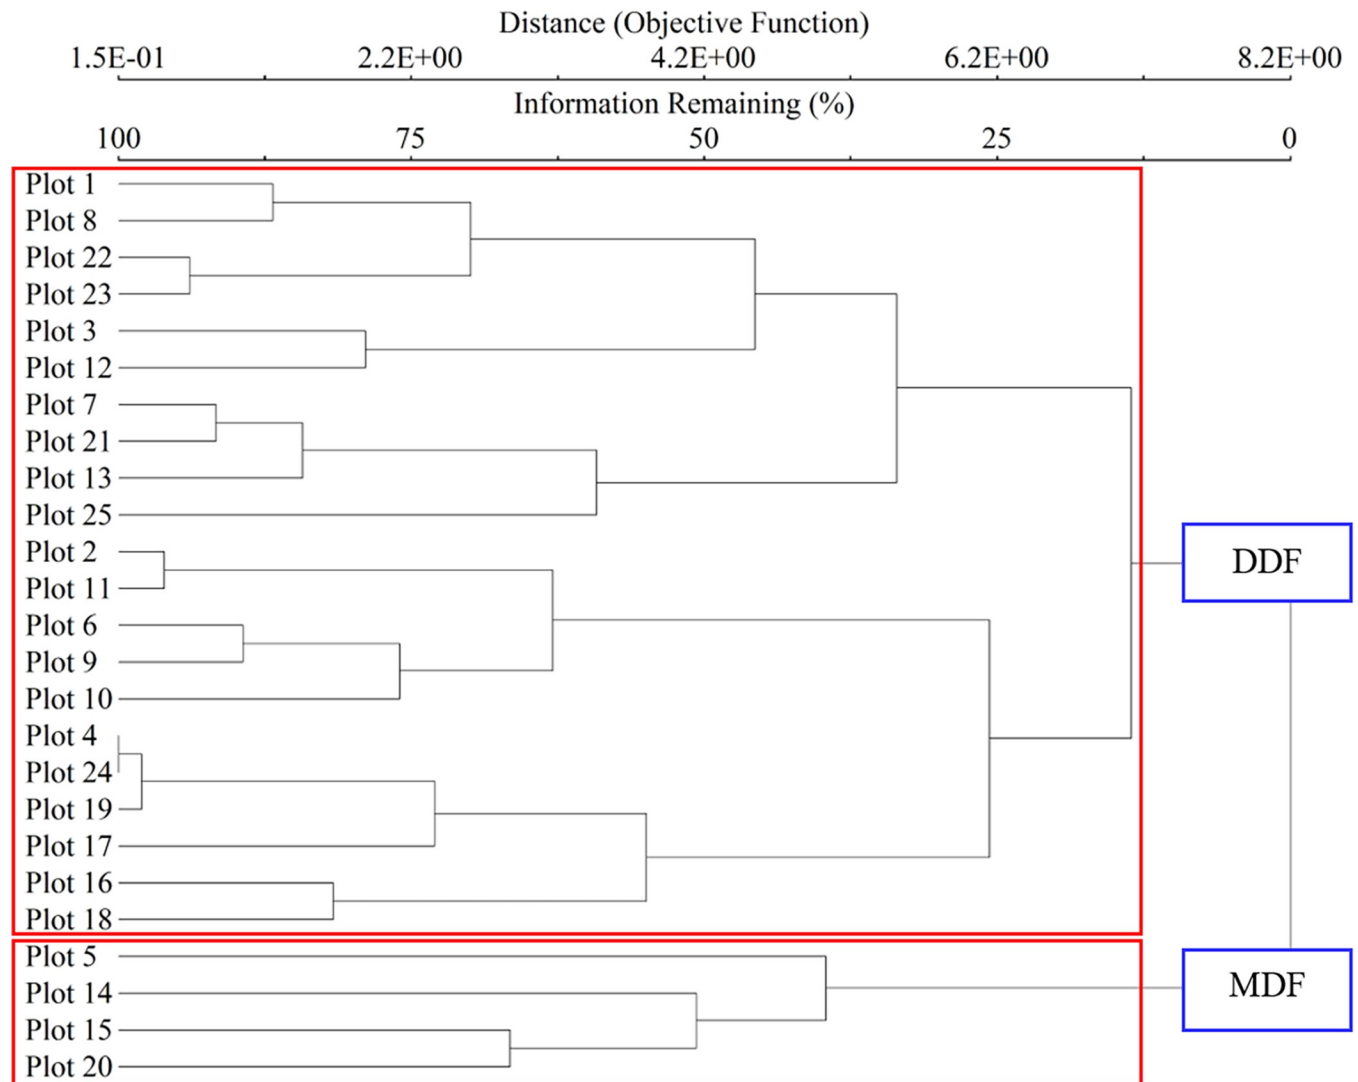 Distance (Objective Function)
1.5E-01 2.2E+00 4.2E+00 6.2E+00 8.2E+00
Information Remaining (%)
100 75 50 25 0
Plot 1
Plot 8
Plot 22
Plot 23
Plot 3
Plot 12
Plot 7
Plot 21
Plot 13
Plot 25
Plot 2
Plot 11
DDF
Plot 6
Plot 9
Plot 10
Plot 4
Plot 24
Plot 19
Plot 17
Plot 16
Plot 18
Plot 5
Plot 14
MDF
Plot 15
Plot 20